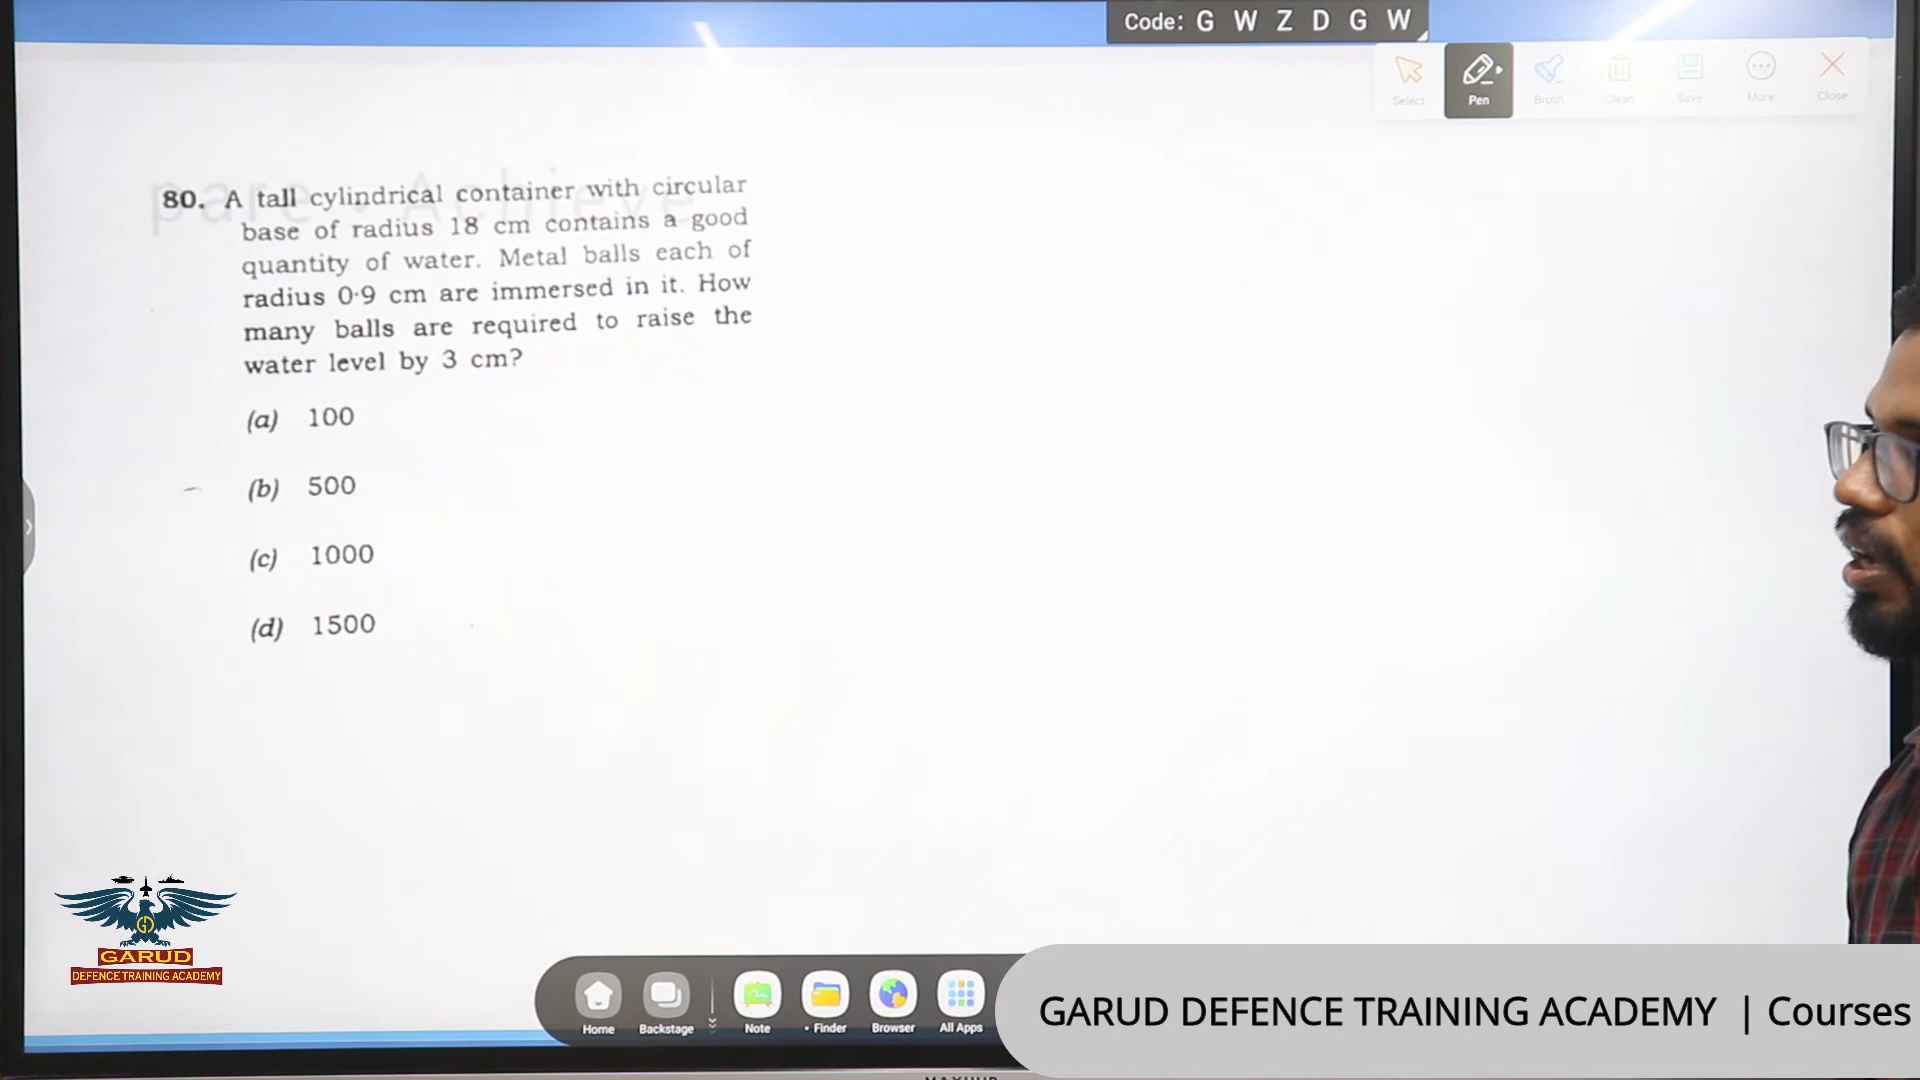 Code: G W Z D G W
Select
Pen
Brush
Clean
Save
More
Close
pare • Achieve
80. A tall cylindrical container with circular
base of radius 18 cm contains a good
quantity of water. Metal balls each of
radius 0·9 cm are immersed in it. How
many balls are required to raise the
water level by 3 cm?
(a) 100
(b) 500
(c) 1000
(d) 1500
GARUD
DEFENCE TRAINING ACADEMY
Home
Backstage
Note
Finder
Browser
All Apps
GARUD DEFENCE TRAINING ACADEMY | Courses